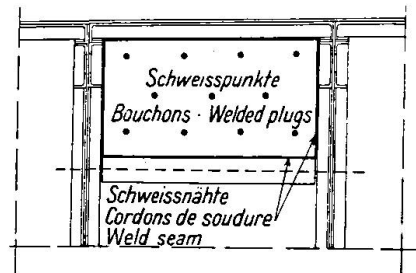 Schweisspunkte
Bouchons · Welded plugs
Schweissnähte
Cordons de soudure
Weld seam